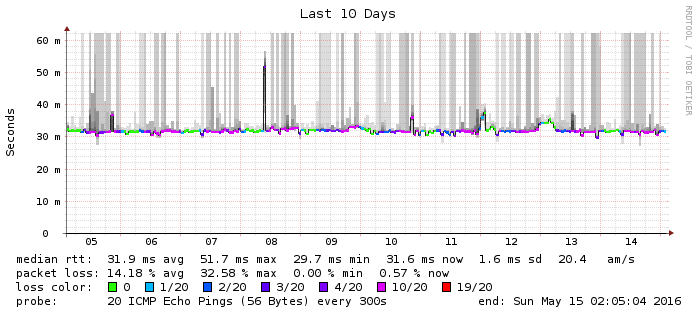 Last 10 Days
RRDTOOL / TOBI OETIKER
Seconds
60 m
50 m
40 m
30 m
20 m
10 m
0
05 06 07 08 09 10 11 12 13 14
median rtt: 31.9 ms avg 51.7 ms max 29.7 ms min 31.6 ms now 1.6 ms sd 20.4 am/s
packet loss: 14.18 % avg 32.58 % max 0.00 % min 0.57 % now
loss color: 0 1/20 2/20 3/20 4/20 10/20 19/20
probe: 20 ICMP Echo Pings (56 Bytes) every 300s end: Sun May 15 02:05:04 2016